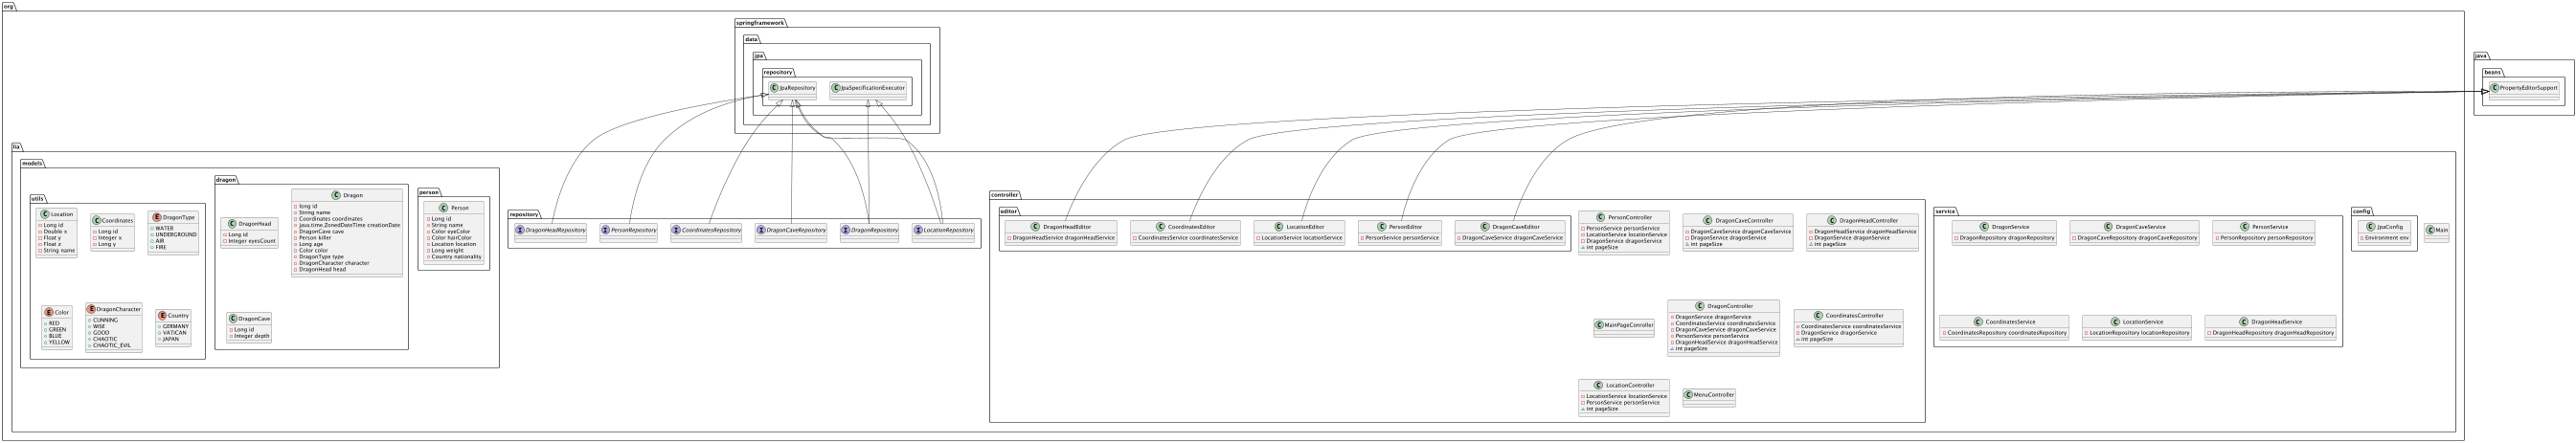 org
springframework
data
jpa
repository
C JpaRepository
C JpaSpecificationExecutor
java
beans
C PropertyEditorSupport
lia
models
utils
C Location
Long id
Double x
Float y
Float z
String name
C Coordinates
Long id
Integer x
Long y
E DragonType
WATER
UNDERGROUND
AIR
FIRE
E Color
RED
GREEN
BLUE
YELLOW
E DragonCharacter
CUNNING
WISE
GOOD
CHAOTIC
CHAOTIC_EVIL
E Country
GERMANY
VATICAN
JAPAN
dragon
C DragonHead
Long id
Integer eyesCount
C Dragon
long id
String name
Coordinates coordinates
java.time.ZonedDateTime creationDate
DragonCave cave
Person killer
Long age
Color color
DragonType type
DragonCharacter character
DragonHead head
C DragonCave
Long id
Integer depth
person
C Person
Long id
String name
Color eyeColor
Color hairColor
Location location
Long weight
Country nationality
repository
I DragonHeadRepository
I PersonRepository
I CoordinatesRepository
I DragonCaveRepository
I DragonRepository
I LocationRepository
controller
editor
C DragonHeadEditor
DragonHeadService dragonHeadService
C CoordinatesEditor
CoordinatesService coordinatesService
C LocationEditor
LocationService locationService
C PersonEditor
PersonService personService
C DragonCaveEditor
DragonCaveService dragonCaveService
C PersonController
PersonService personService
LocationService locationService
DragonService dragonService
int pageSize
C DragonCaveController
DragonCaveService dragonCaveService
DragonService dragonService
int pageSize
C DragonHeadController
DragonHeadService dragonHeadService
DragonService dragonService
int pageSize
C MainPageController
C DragonController
DragonService dragonService
CoordinatesService coordinatesService
DragonCaveService dragonCaveService
PersonService personService
DragonHeadService dragonHeadService
int pageSize
C CoordinatesController
CoordinatesService coordinatesService
DragonService dragonService
int pageSize
C LocationController
LocationService locationService
PersonService personService
int pageSize
C MenuController
service
C DragonService
DragonRepository dragonRepository
C DragonCaveService
DragonCaveRepository dragonCaveRepository
C PersonService
PersonRepository personRepository
C CoordinatesService
CoordinatesRepository coordinatesRepository
C LocationService
LocationRepository locationRepository
C DragonHeadService
DragonHeadRepository dragonHeadRepository
config
C JpaConfig
Environment env
C Main